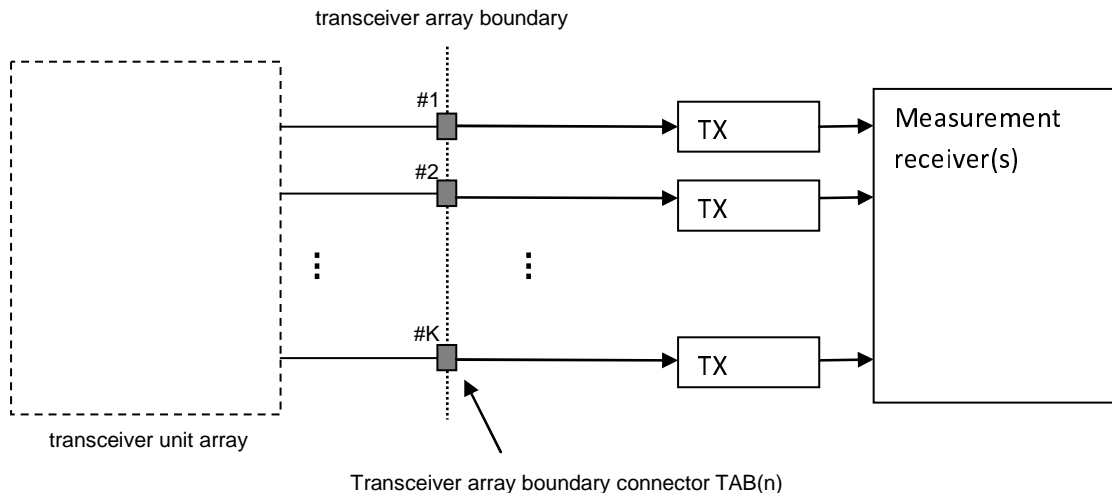 transceiver array boundary
#1
TX
Measurement
receiver(s)
#2
TX
#K
TX
transceiver unit array
Transceiver array boundary connector TAB(n)